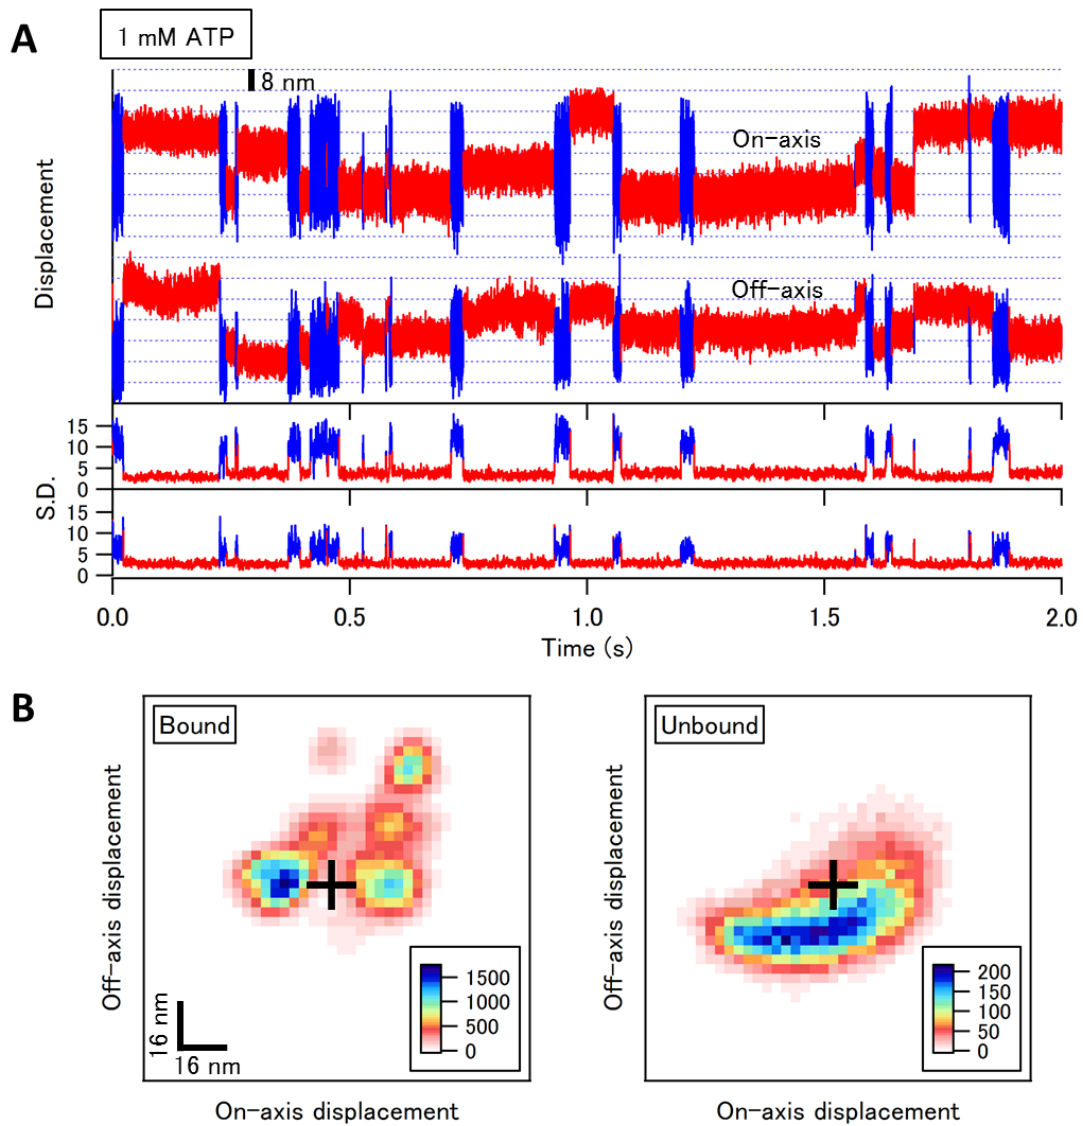 A
1 mM ATP
8 nm
On-axis
Off-axis
Displacement
15
10
5
0
15
10
5
0
S.D.
0.0 0.5 1.0 1.5 2.0
Time (s)
B
Bound
Off-axis displacement
16 nm
16 nm
1500
1000
500
0
On-axis displacement
Unbound
Off-axis displacement
200
150
100
50
0
On-axis displacement